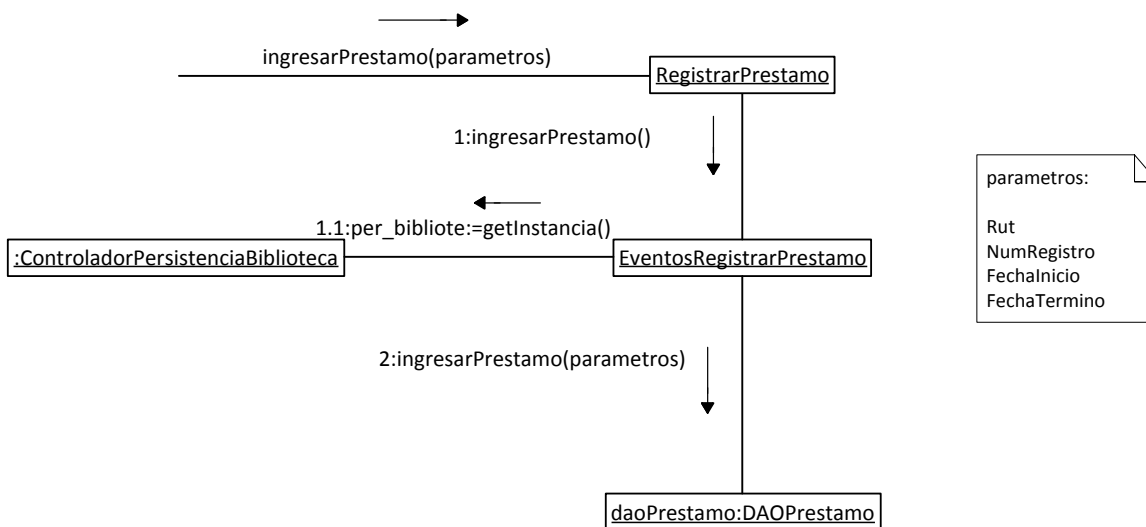 ingresarPrestamo(parametros)
RegistrarPrestamo
1:ingresarPrestamo()
1.1:per_bibliote:=getInstancia()
:ControladorPersistenciaBiblioteca
EventosRegistrarPrestamo
2:ingresarPrestamo(parametros)
daoPrestamo:DAOPrestamo
parametros:
Rut
NumRegistro
FechaInicio
FechaTermino